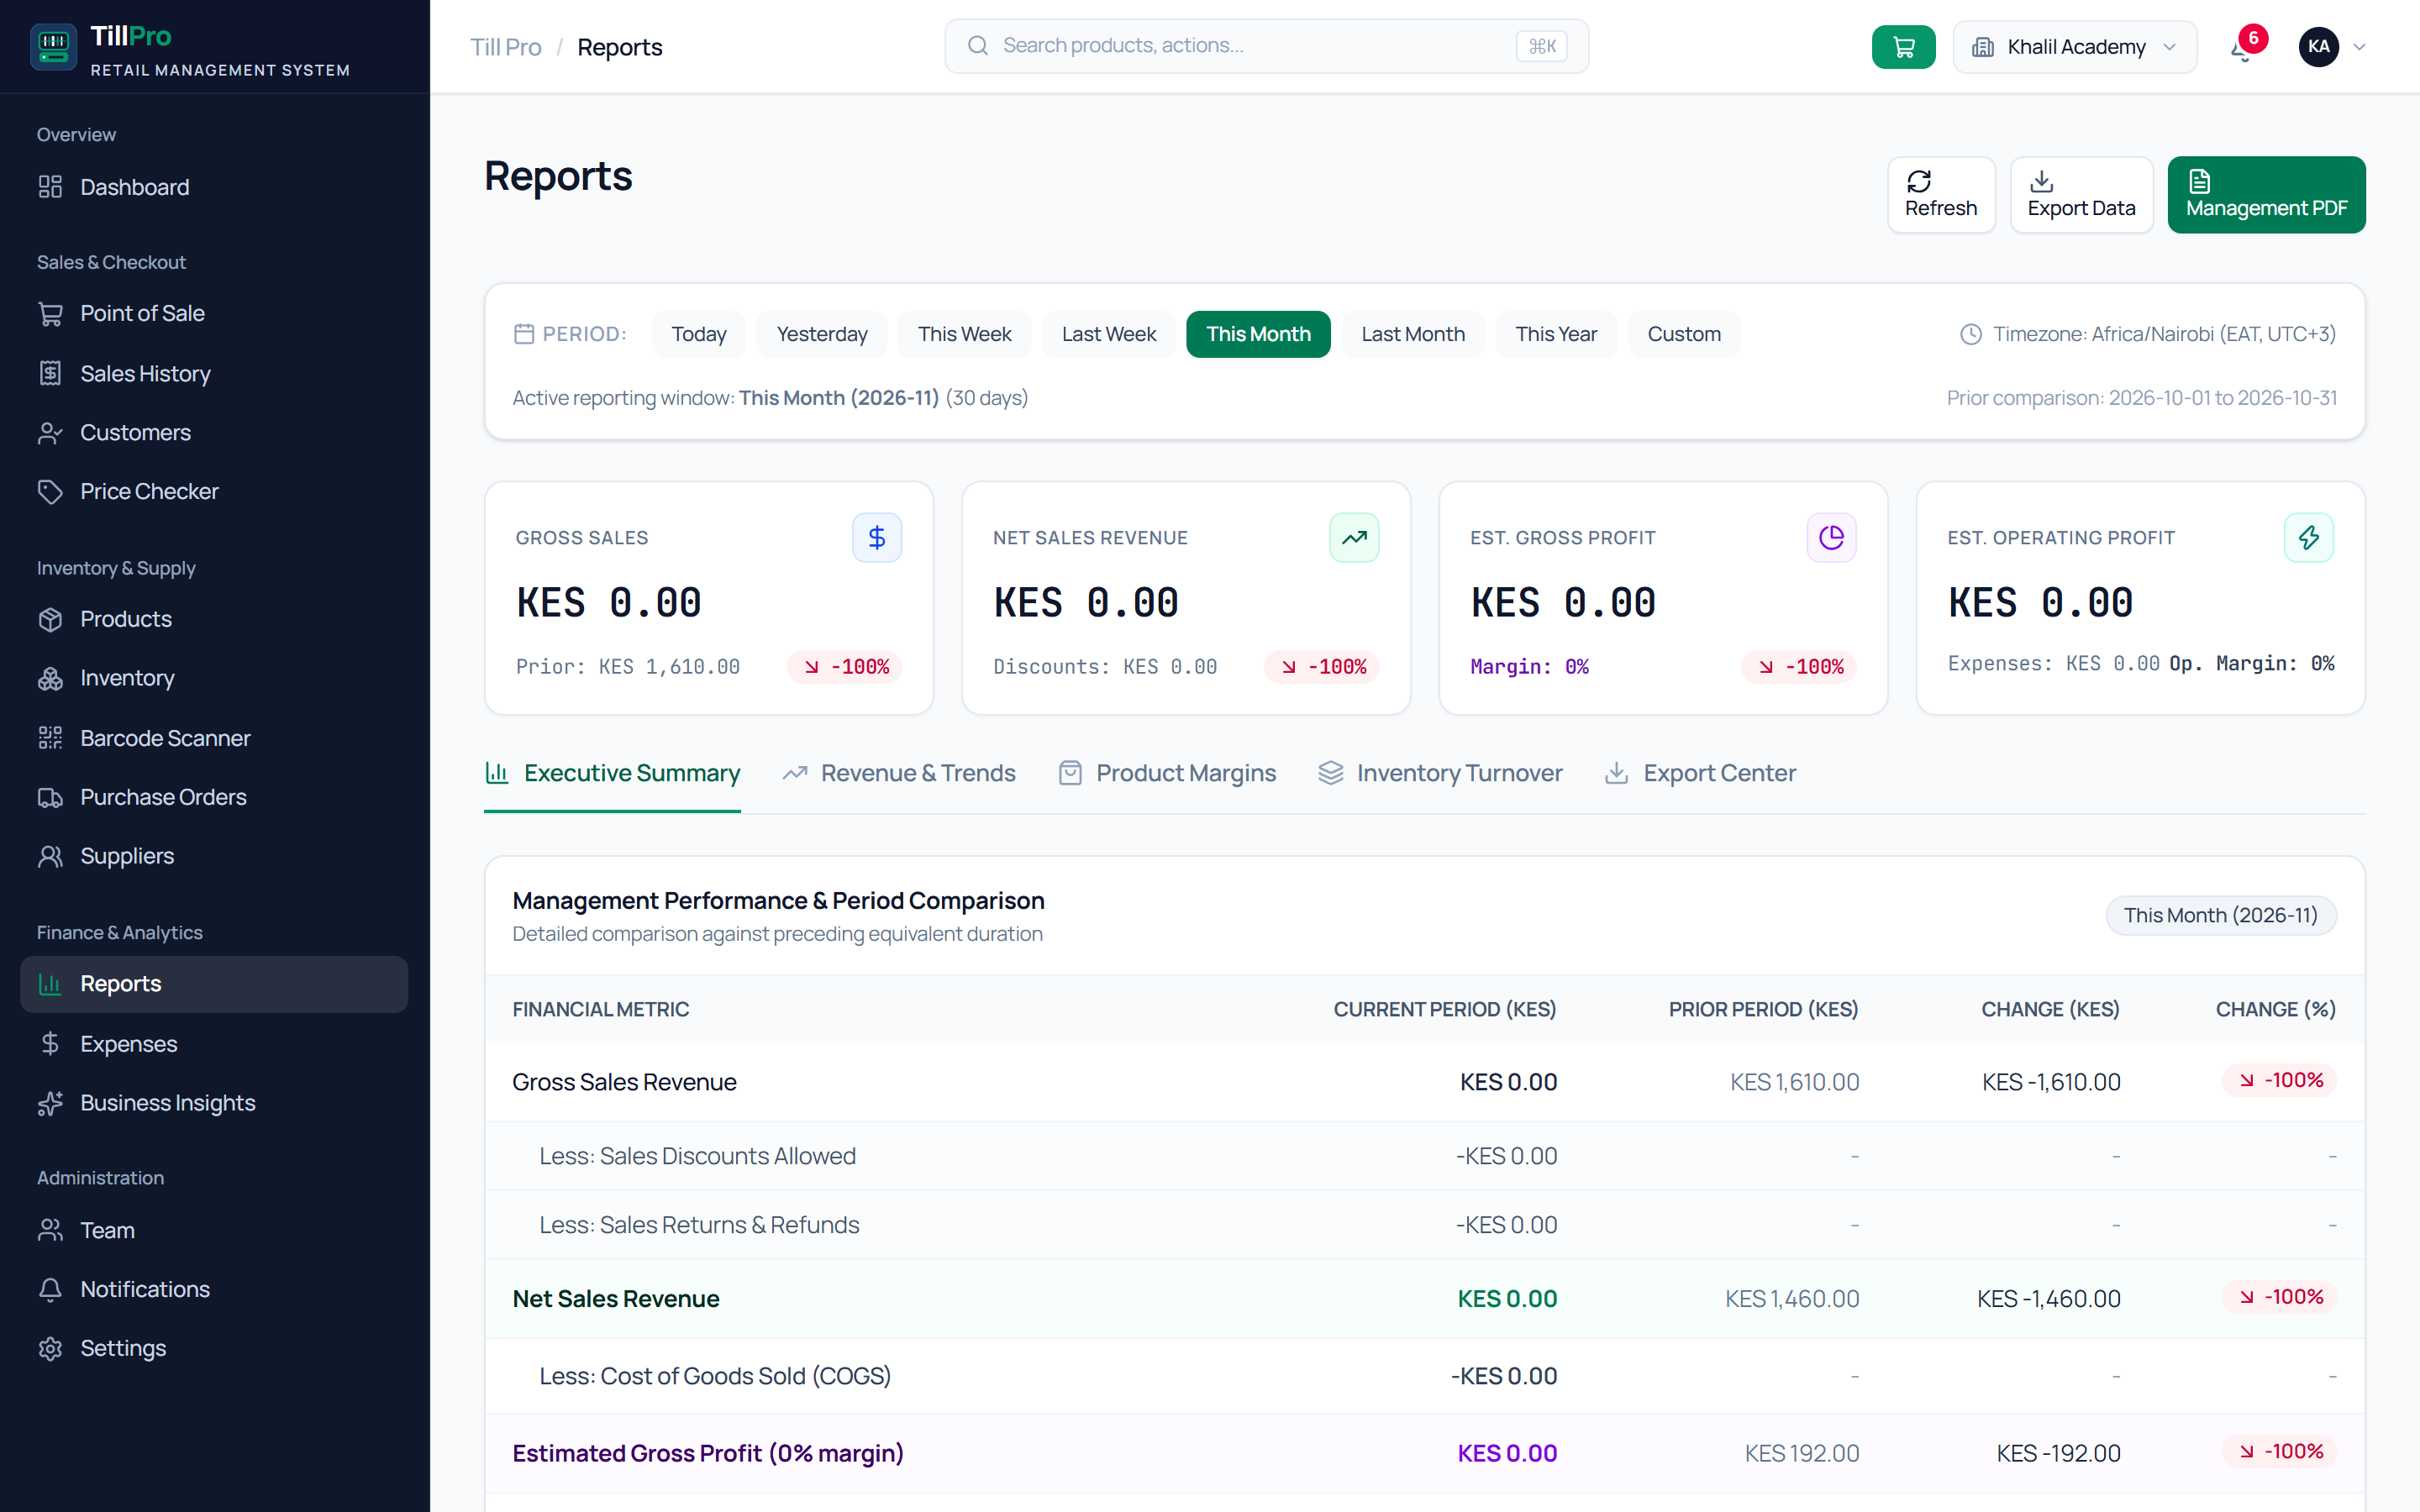 TillPro
RETAIL MANAGEMENT SYSTEM
Overview
Dashboard
Sales & Checkout
Point of Sale
Sales History
Customers
Price Checker
Inventory & Supply
Products
Inventory
Barcode Scanner
Purchase Orders
Suppliers
Finance & Analytics
Reports
Expenses
Business Insights
Administration
Team
Notifications
Settings
Till Pro / Reports
Search products, actions...
⌘K
Khalil Academy
6
KA
Reports
Refresh
Export Data
Management PDF
PERIOD: Today Yesterday This Week Last Week This Month Last Month This Year Custom
Timezone: Africa/Nairobi (EAT, UTC+3)
Active reporting window: This Month (2026-11) (30 days)
Prior comparison: 2026-10-01 to 2026-10-31
GROSS SALES
KES 0.00
Prior: KES 1,610.00 -100%
NET SALES REVENUE
KES 0.00
Discounts: KES 0.00 -100%
EST. GROSS PROFIT
KES 0.00
Margin: 0% -100%
EST. OPERATING PROFIT
KES 0.00
Expenses: KES 0.00 Op. Margin: 0%
Executive Summary Revenue & Trends Product Margins Inventory Turnover Export Center
Management Performance & Period Comparison
Detailed comparison against preceding equivalent duration
This Month (2026-11)
FINANCIAL METRIC CURRENT PERIOD (KES) PRIOR PERIOD (KES) CHANGE (KES) CHANGE (%)
Gross Sales Revenue KES 0.00 KES 1,610.00 KES -1,610.00 -100%
Less: Sales Discounts Allowed -KES 0.00 - - -
Less: Sales Returns & Refunds -KES 0.00 - - -
Net Sales Revenue KES 0.00 KES 1,460.00 KES -1,460.00 -100%
Less: Cost of Goods Sold (COGS) -KES 0.00 - - -
Estimated Gross Profit (0% margin) KES 0.00 KES 192.00 KES -192.00 -100%